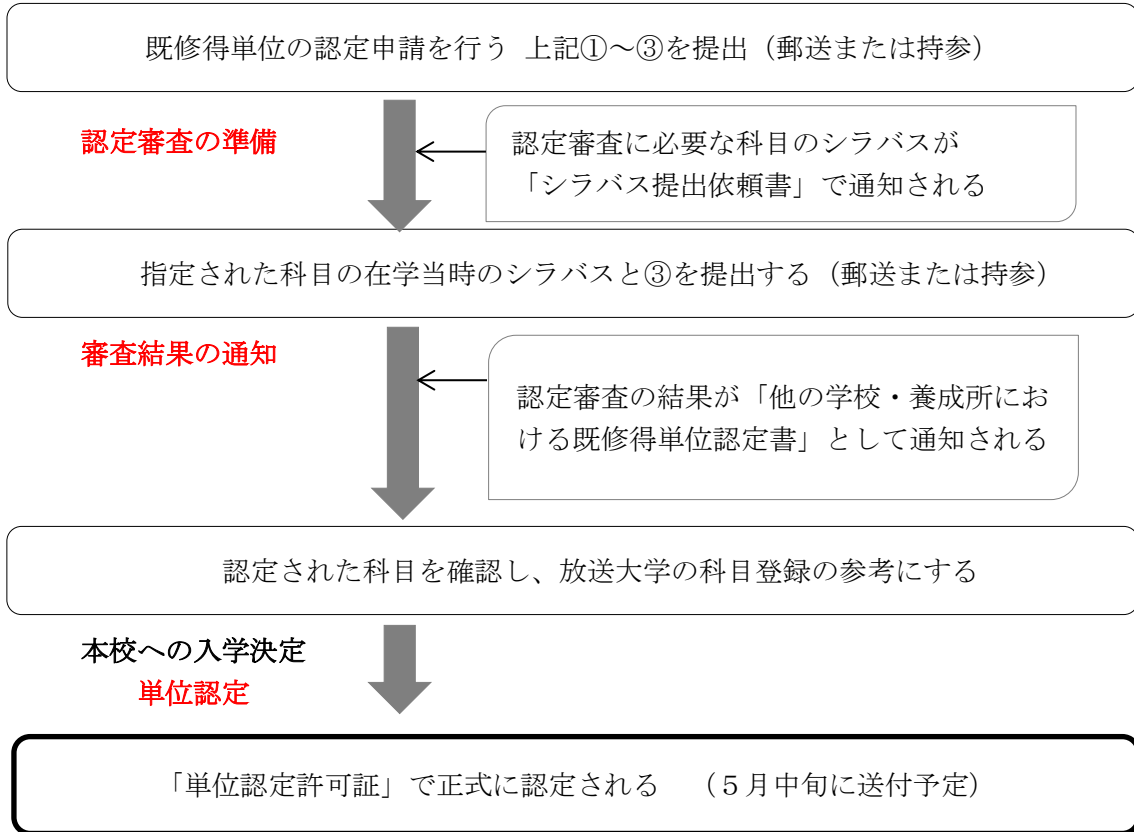 既修得単位の認定申請を行う 上記①～③を提出（郵送または持参）
認定審査の準備
認定審査に必要な科目のシラバスが
「シラバス提出依頼書」で通知される
指定された科目の在学当時のシラバスと③を提出する（郵送または持参）
審査結果の通知
認定審査の結果が「他の学校・養成所にお
ける既修得単位認定書」として通知される
認定された科目を確認し、放送大学の科目登録の参考にする
本校への入学決定
単位認定
「単位認定許可証」で正式に認定される　（５月中旬に送付予定）